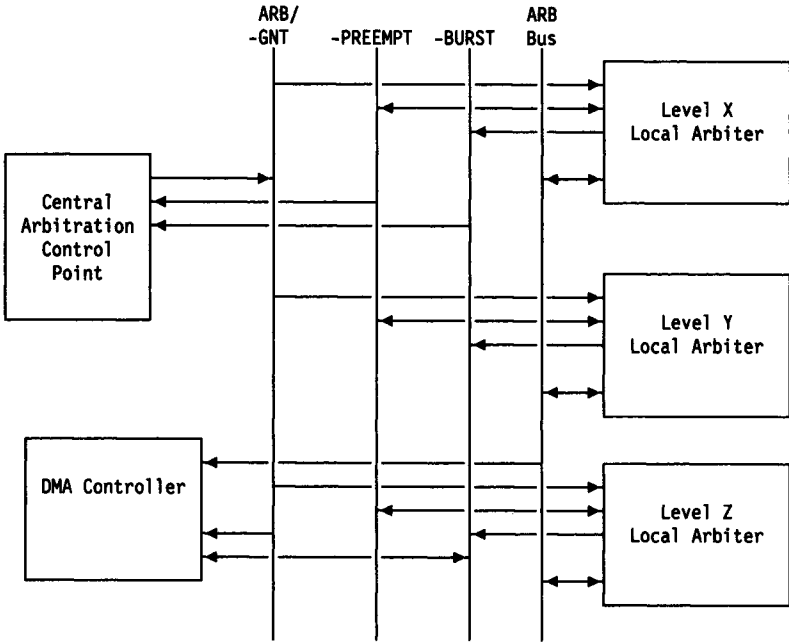 ARB/
-GNT
-PREEMPT
-BURST
ARB
Bus
Level X
Local Arbiter
Central
Arbitration
Control
Point
Level Y
Local Arbiter
DMA Controller
Level Z
Local Arbiter